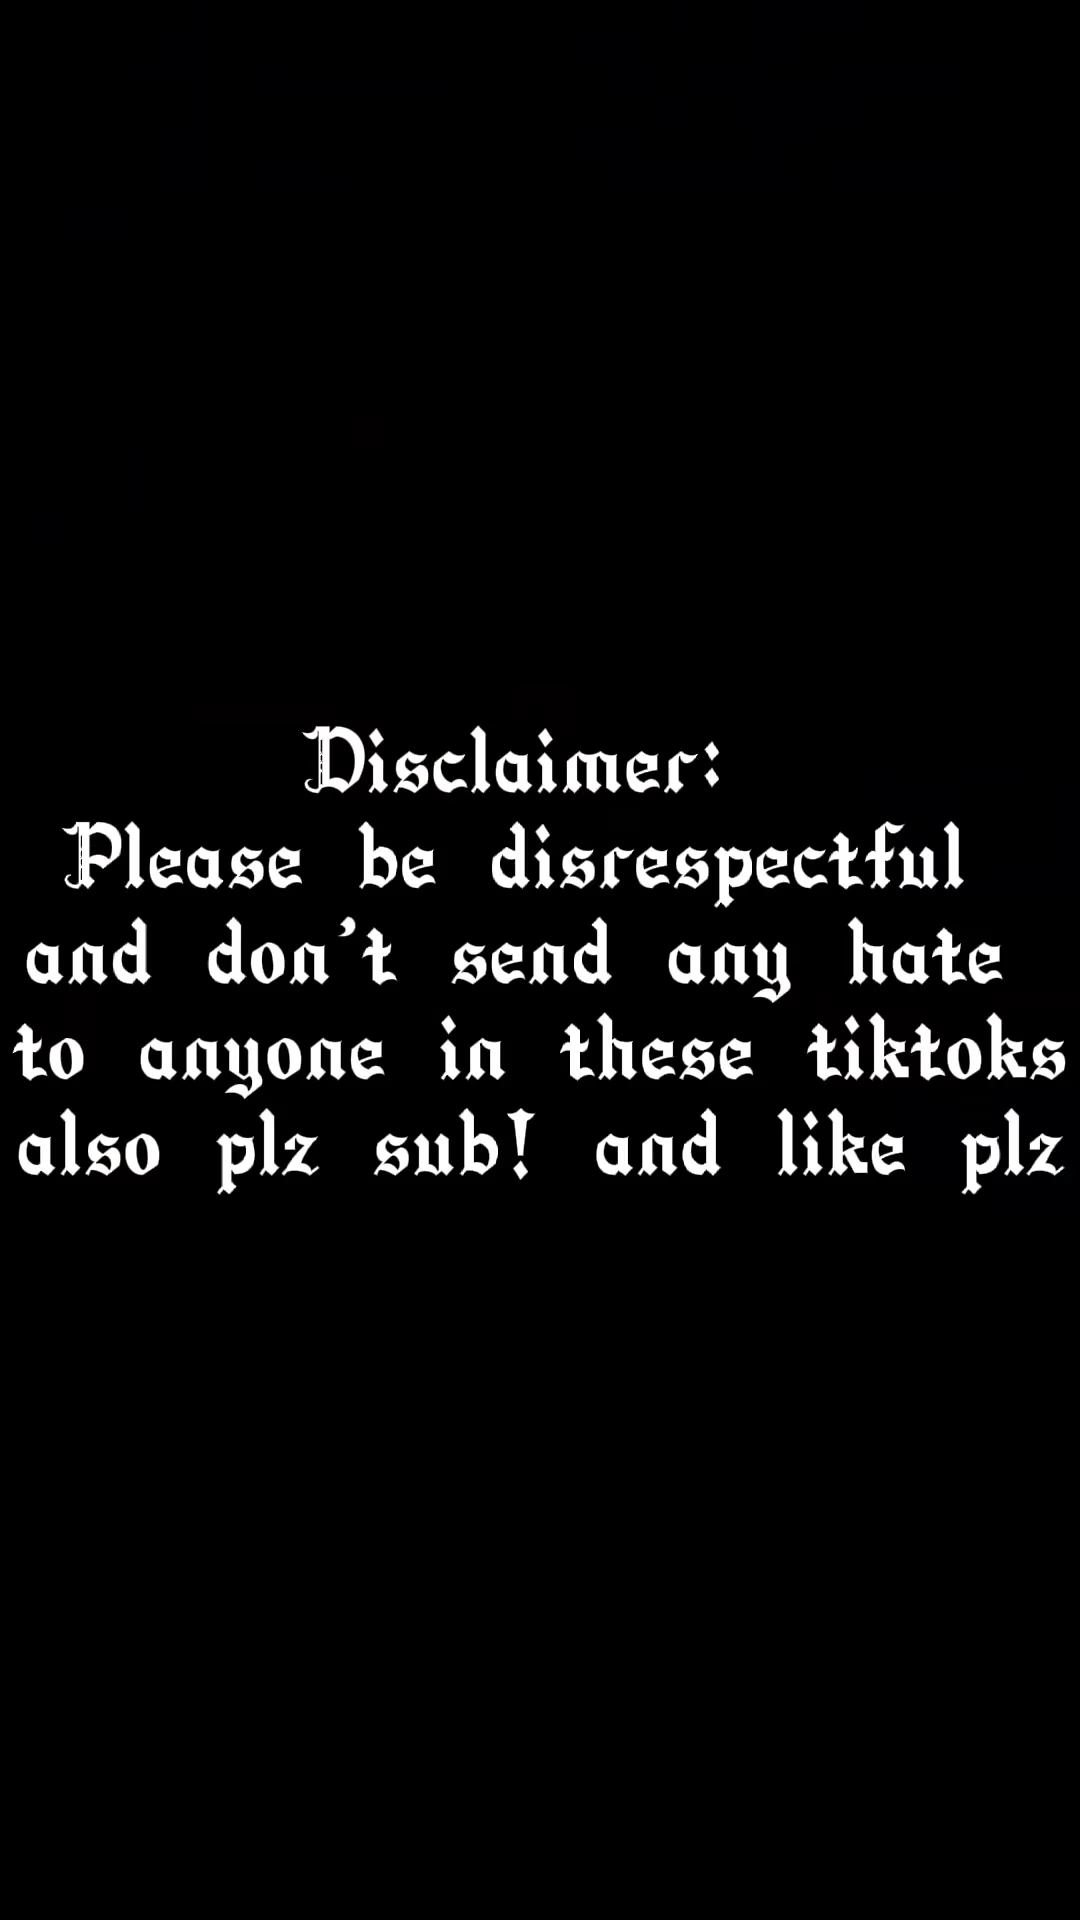 Disclaimer:
Please be disrespectful
and don't send any hate
to anyone in these tiktoks
also plz sub! and like plz